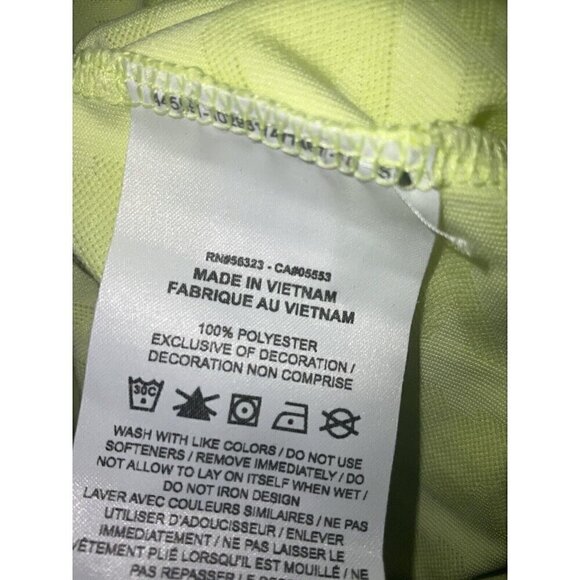 RN#56323 - CA#05553
MADE IN VIETNAM
FABRIQUE AU VIETNAM
100% POLYESTER
EXCLUSIVE OF DECORATION /
DECORATION NON COMPRISE
30C
WASH WITH LIKE COLORS / DO NOT USE
SOFTENERS / REMOVE IMMEDIATELY / DO
NOT ALLOW TO LAY ON ITSELF WHEN WET /
DO NOT IRON DESIGN
LAVER AVEC COULEURS SIMILAIRES / NE PAS
UTILISER D'ADOUCISSEUR / ENLEVER
IMMÉDIATEMENT / NE PAS LAISSER LE
VÊTEMENT PLIÉ LORSQU'IL EST MOUILLÉ / NE
PAS REPASSER LE